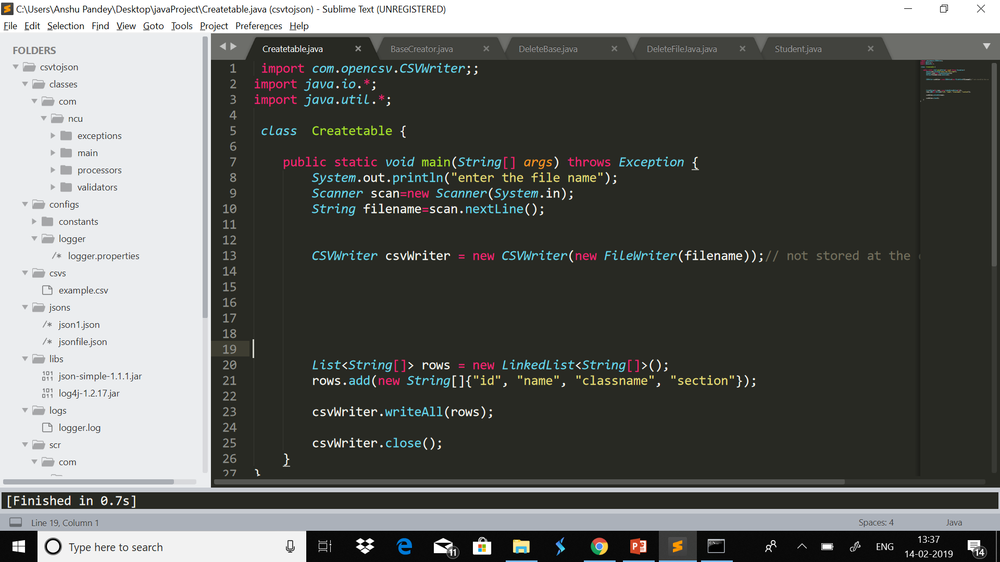 C:\Users\Anshu Pandey\Desktop\javaProject\Createtable.java (csvtojson) - Sublime Text (UNREGISTERED)
File Edit Selection Find View Goto Tools Project Preferences Help
FOLDERS
csvtojson
classes
com
ncu
exceptions
main
processors
validators
configs
constants
logger
/* logger.properties
csvs
example.csv
jsons
/* json1.json
/* jsonfile.json
libs
json-simple-1.1.1.jar
log4j-1.2.17.jar
logs
logger.log
scr
com
Createtable.java BaseCreator.java DeleteBase.java DeleteFileJava.java Student.java
1 import com.opencsv.CSVWriter;;
2 import java.io.*;
3 import java.util.*;
4
5 class  Createtable {
6
7 public static void main(String[] args) throws Exception {
8 System.out.println("enter the file name");
9 Scanner scan=new Scanner(System.in);
10 String filename=scan.nextLine();
11
12
13 CSVWriter csvWriter = new CSVWriter(new FileWriter(filename));// not stored at the
14
15
16
17
18
19
20 List<String[]> rows = new LinkedList<String[]>();
21 rows.add(new String[]{"id", "name", "classname", "section"});
22
23 csvWriter.writeAll(rows);
24
25 csvWriter.close();
26 }
27 }
[Finished in 0.7s]
Line 19, Column 1 Spaces: 4 Java
Type here to search 11 ENG 13:37 14
14-02-2019